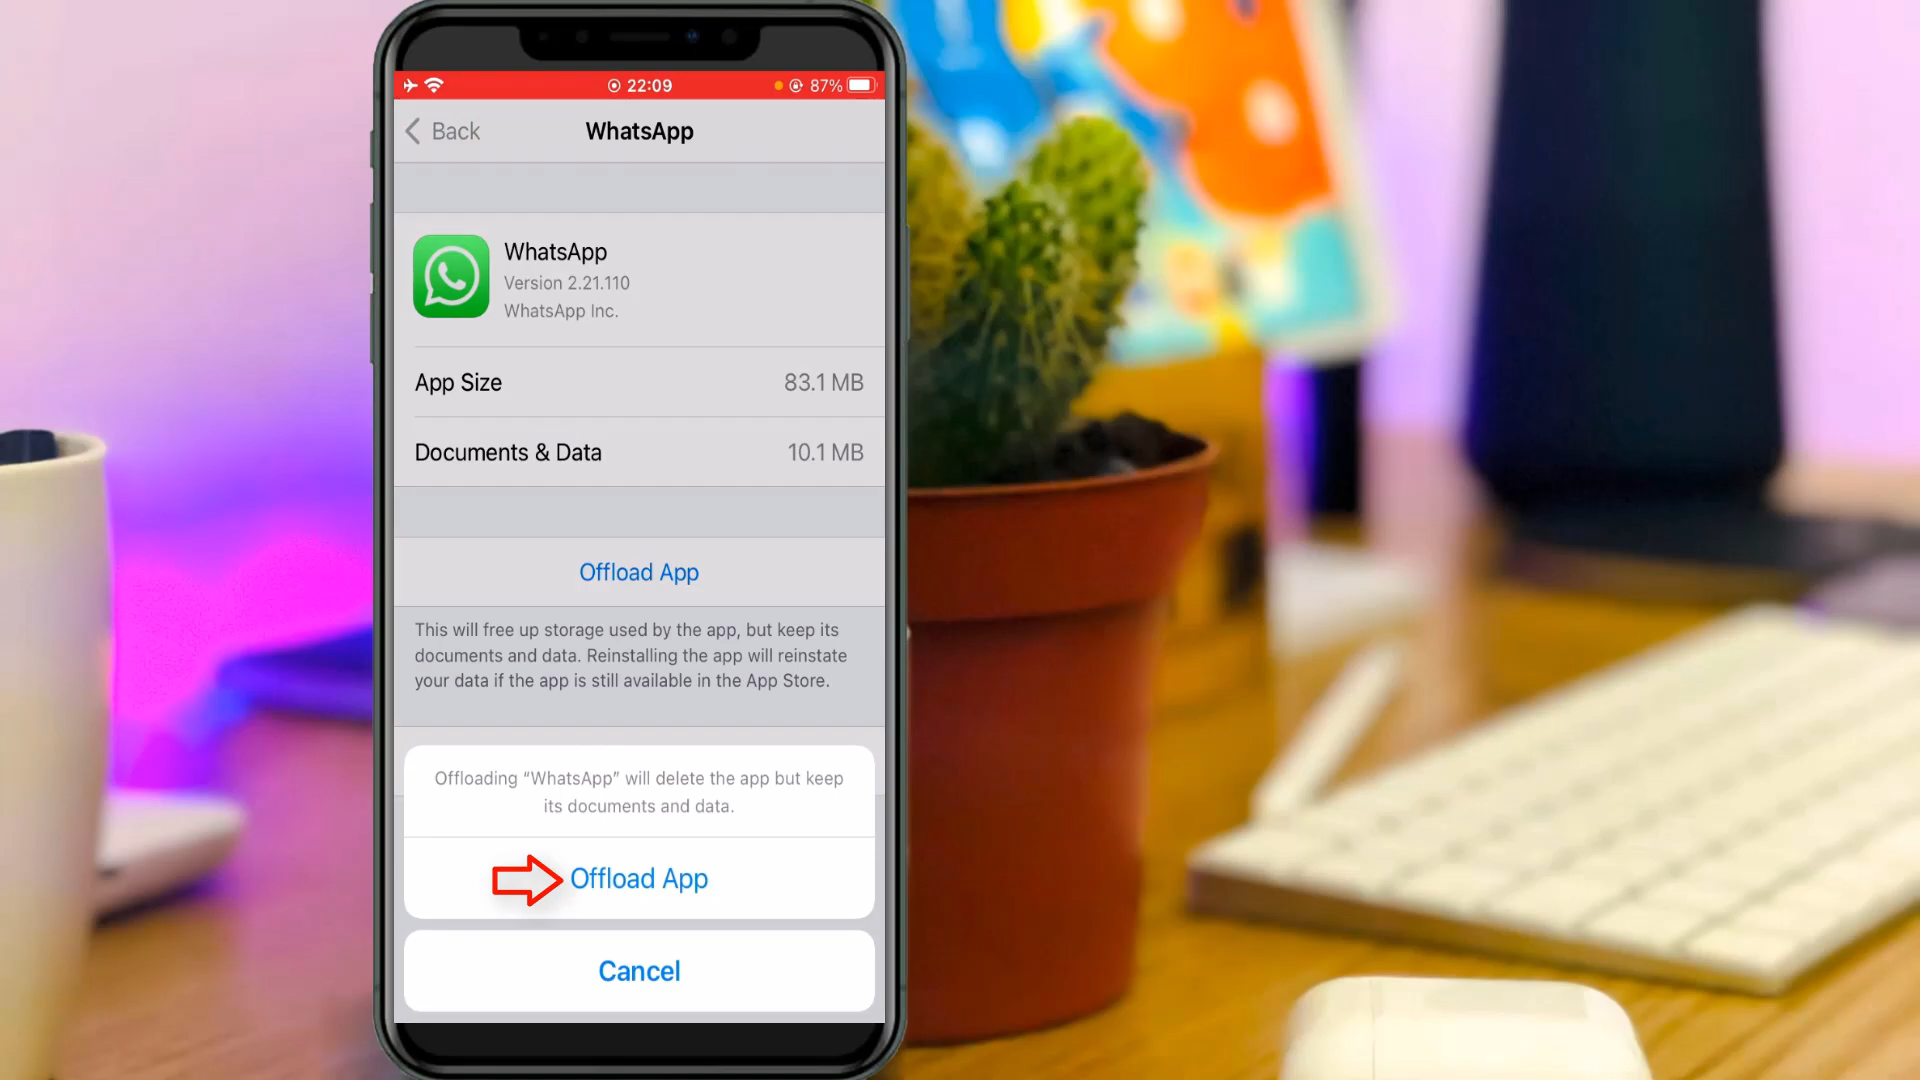 22:09
87%
Back
WhatsApp
WhatsApp
Version 2.21.110
WhatsApp Inc.
App Size
83.1 MB
Documents & Data
10.1 MB
Offload App
This will free up storage used by the app, but keep its
documents and data. Reinstalling the app will reinstate
your data if the app is still available in the App Store.
Offloading “WhatsApp” will delete the app but keep
its documents and data.
Offload App
Cancel